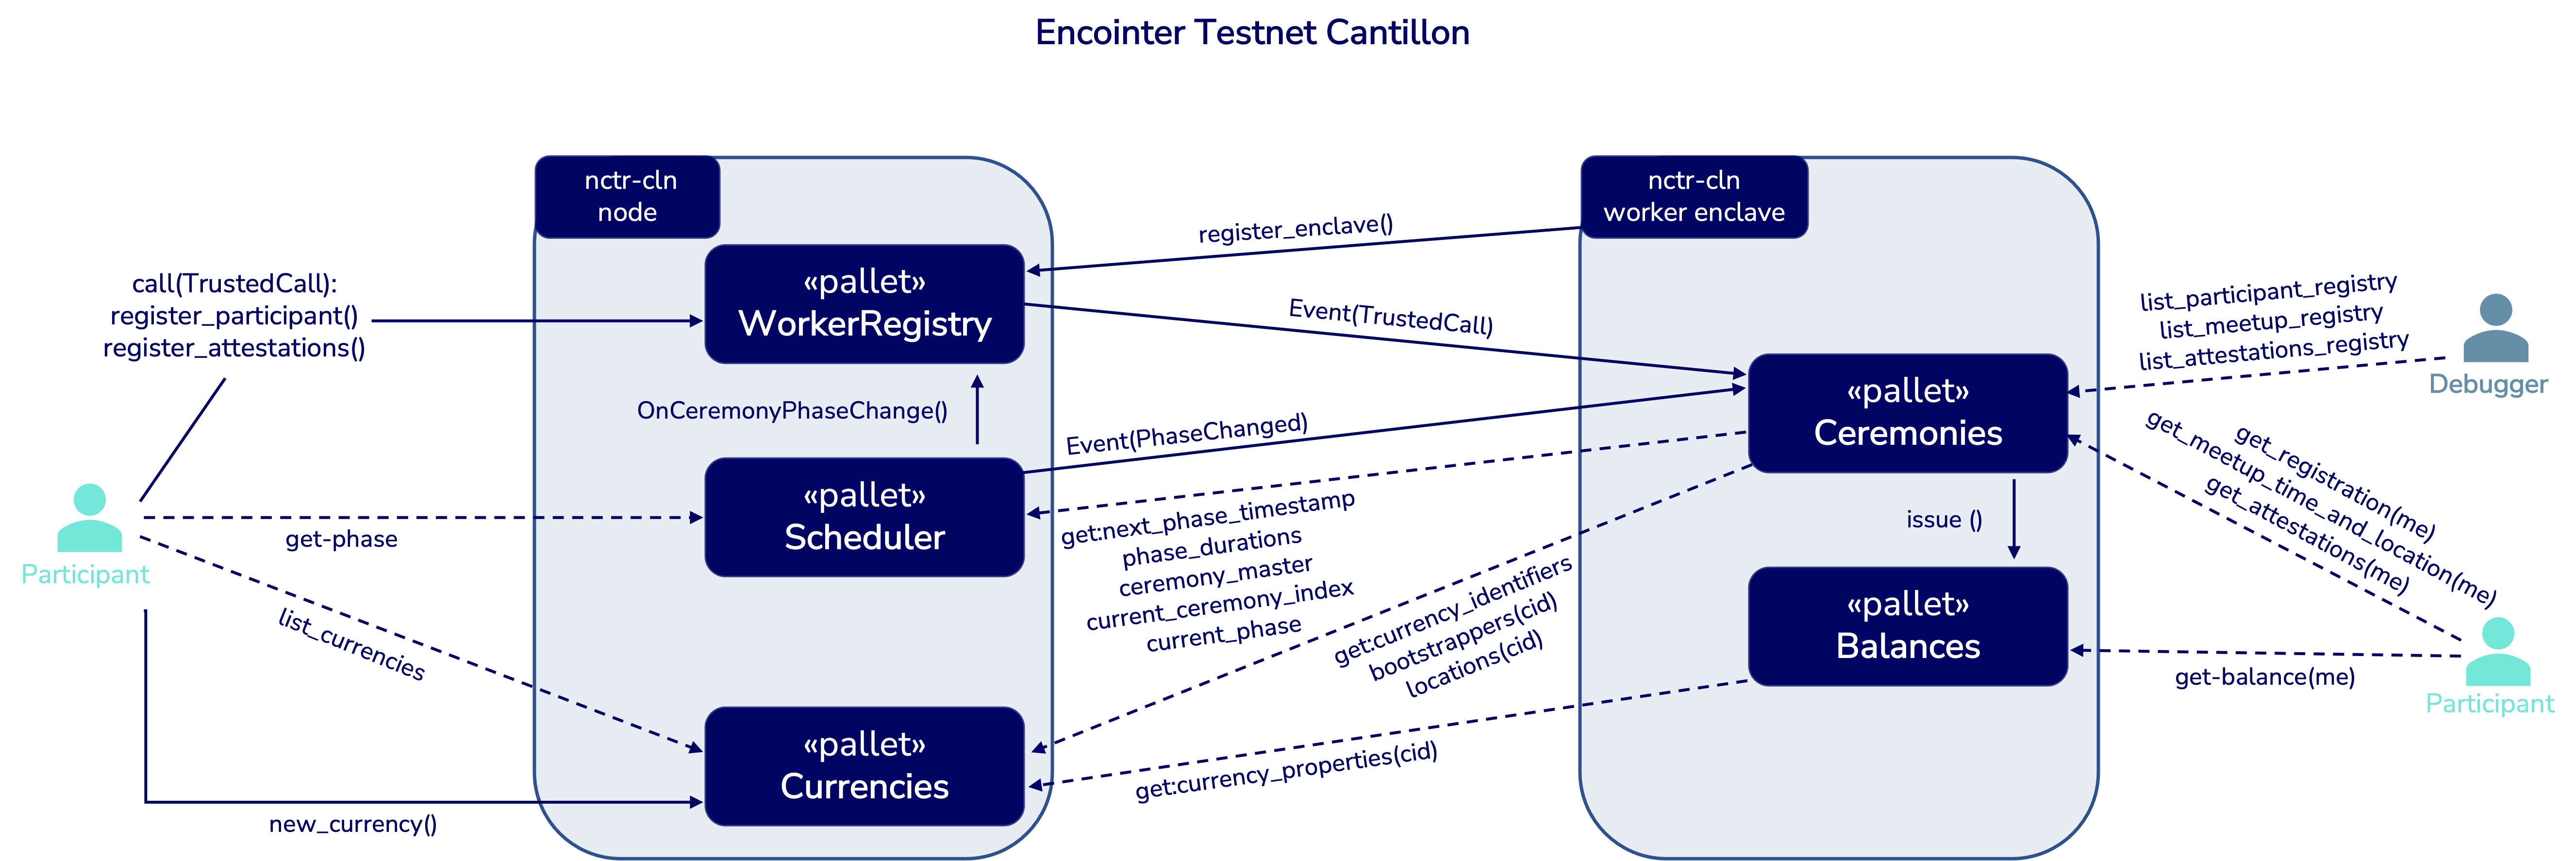 Encointer Testnet Cantillon
nctr-cln
node
nctr-cln
worker enclave
call(TrustedCall):
register_participant()
register_attestations()
«pallet»
WorkerRegistry
register_enclave()
Event(TrustedCall)
OnCeremonyPhaseChange()
Event(PhaseChanged)
«pallet»
Ceremonies
list_participant_registry
list_meetup_registry
list_attestations_registry
Debugger
Participant
get-phase
«pallet»
Scheduler
get:next_phase_timestamp
phase_durations
ceremony_master
current_ceremony_index
current_phase
get:currency_identifiers
bootstrappers(cid)
locations(cid)
issue ()
get_registration(me)
get_meetup_time_and_location(me)
get_attestations(me)
«pallet»
Balances
get-balance(me)
Participant
list_currencies
«pallet»
Currencies
get:currency_properties(cid)
new_currency()